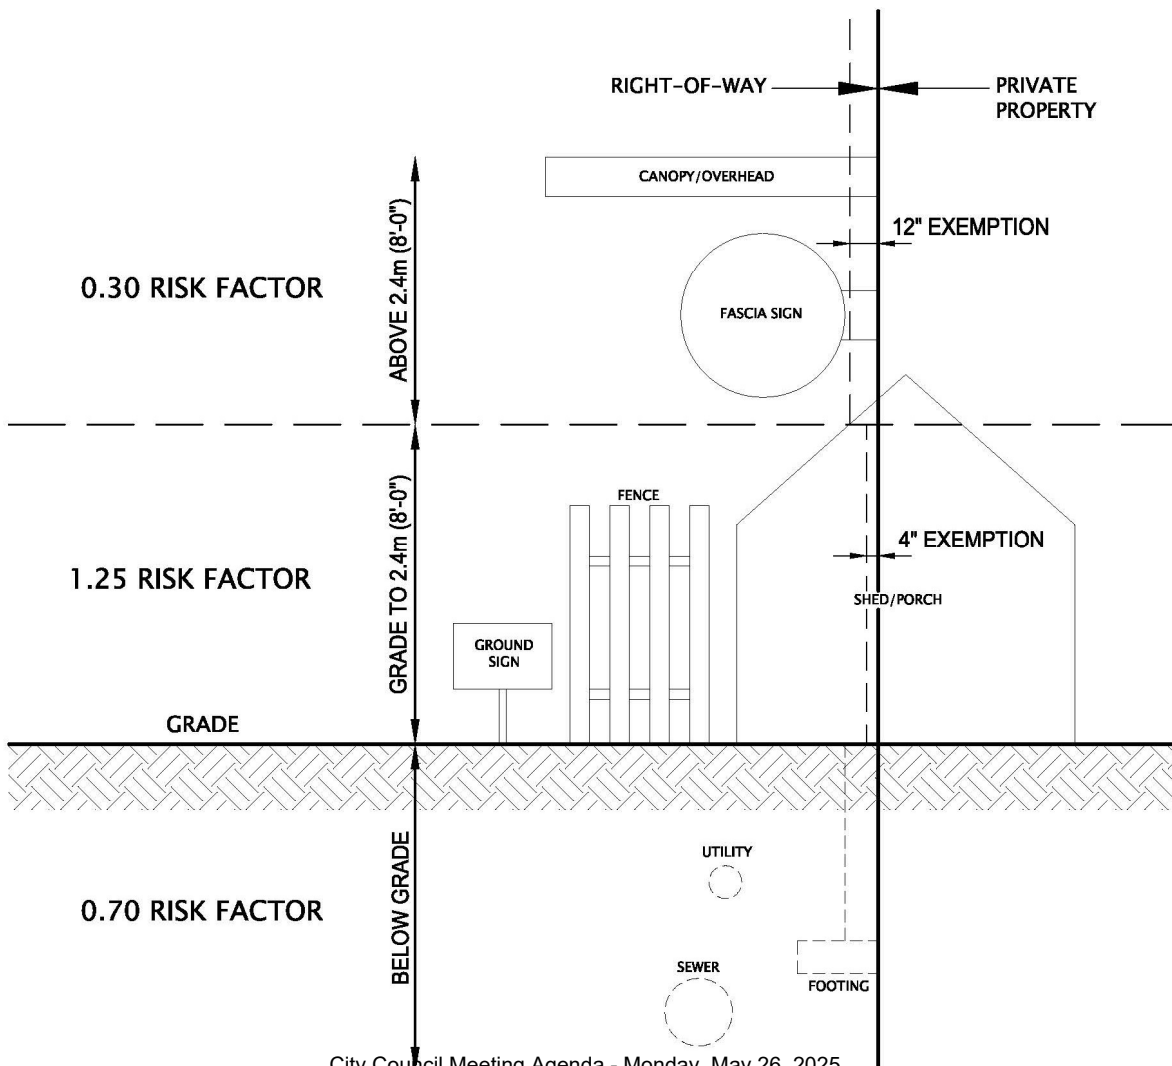 RIGHT-OF-WAY
PRIVATE
PROPERTY
CANOPY/OVERHEAD
12" EXEMPTION
ABOVE 2.4m (8'-0")
0.30 RISK FACTOR
FASCIA SIGN
FENCE
4" EXEMPTION
GRADE TO 2.4m (8'-0")
1.25 RISK FACTOR
SHED/PORCH
GROUND
SIGN
GRADE
BELOW GRADE
UTILITY
0.70 RISK FACTOR
SEWER
FOOTING
City Council Meeting Agenda - Monday, May 26, 2025